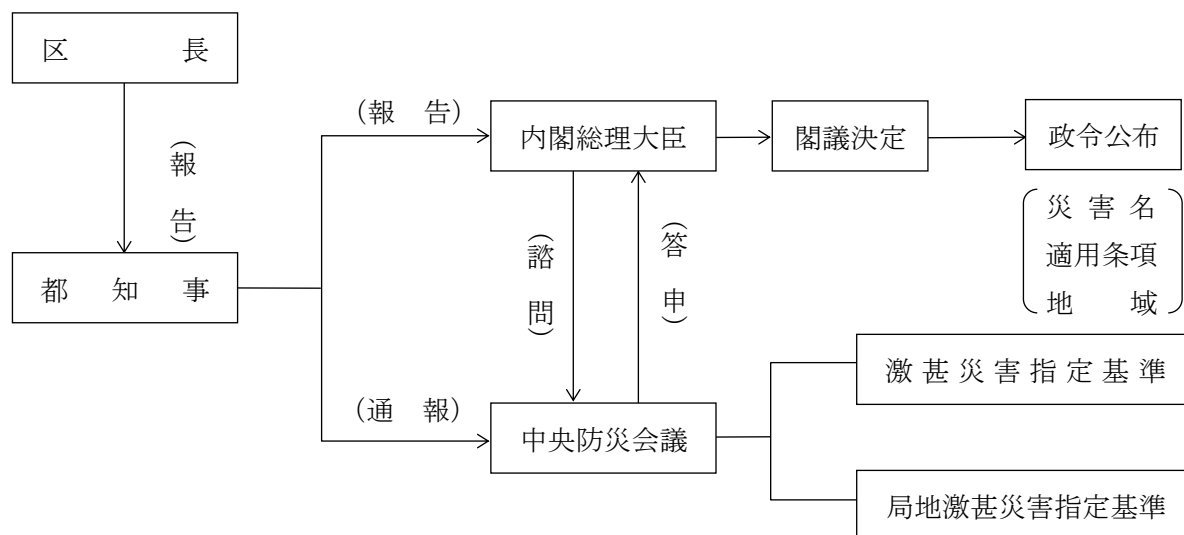 区長
（報告）
都知事
（報告）
内閣総理大臣
閣議決定
政令公布
災害名
適用条項
地域
（諮問）
（答申）
（通報）
中央防災会議
激甚災害指定基準
局地激甚災害指定基準